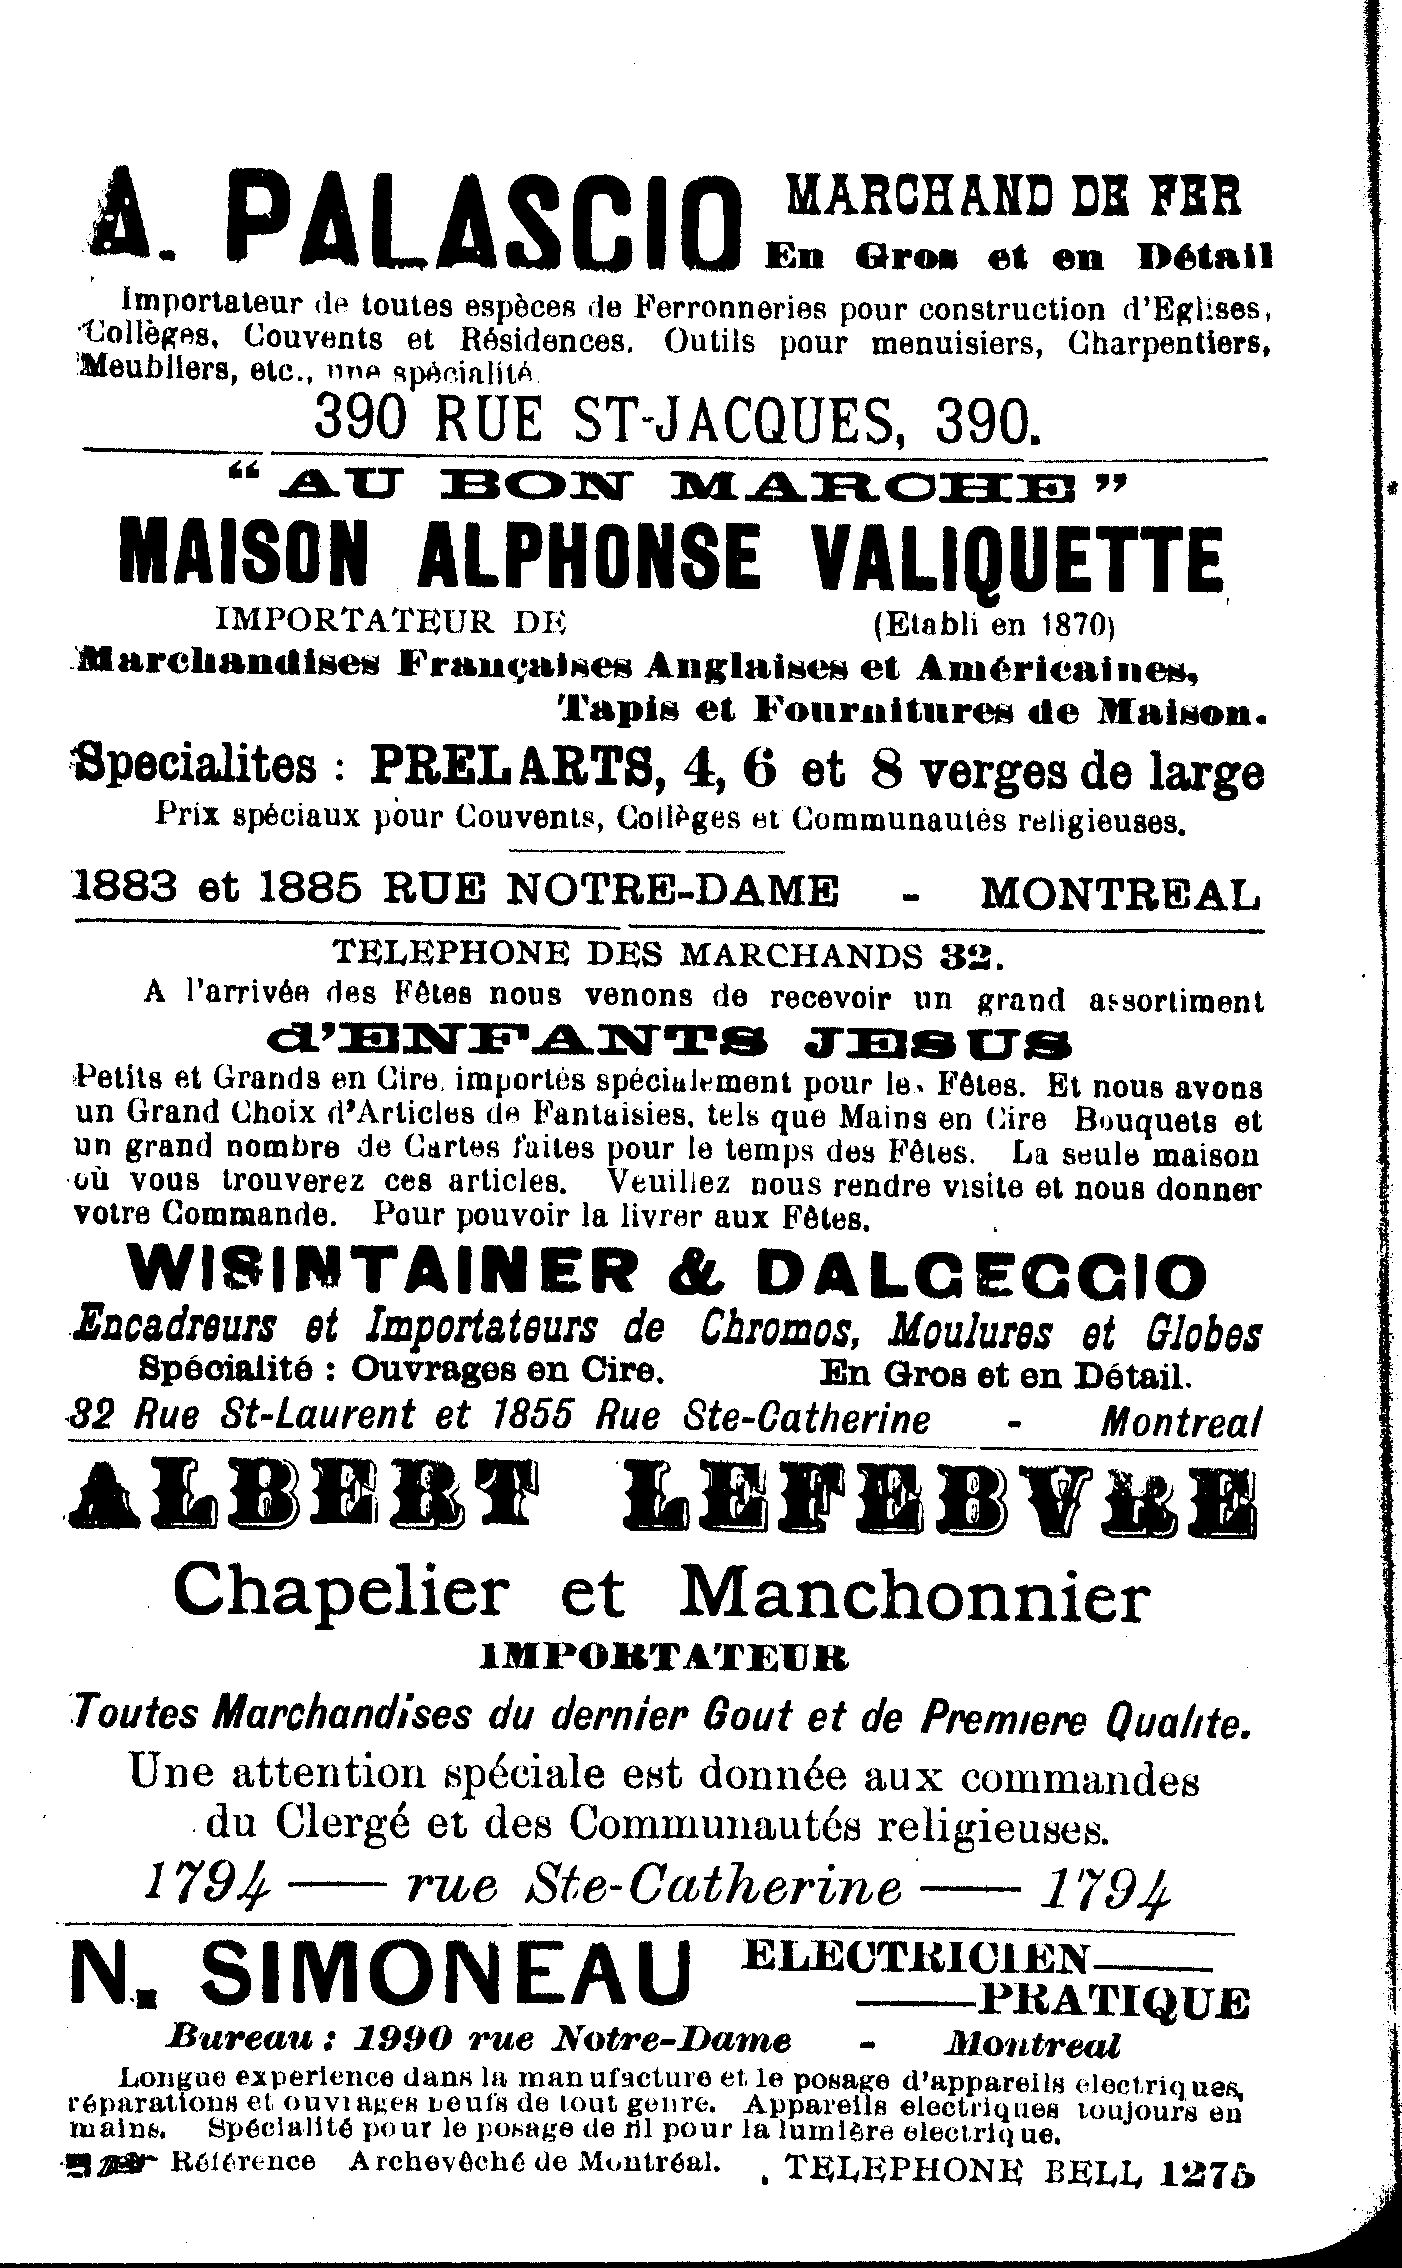 A. PALASCIO MARCHAND DE FER
En Gros et en Détail
Importateur de toutes espèces de Ferronneries pour construction d'Eglises,
Collèges, Couvents et Résidences. Outils pour menuisiers, Charpentiers,
Meubliers, etc., une spécialité.
390 RUE ST-JACQUES, 390.
"AU BON MARCHE"
MAISON ALPHONSE VALIQUETTE
IMPORTATEUR DE (Etabli en 1870)
Marchandises Françaises Anglaises et Américaines,
Tapis et Fournitures de Maison.
Specialites : PRELARTS, 4, 6 et 8 verges de large
Prix spéciaux pour Couvents, Collèges et Communautés religieuses.
1883 et 1885 RUE NOTRE-DAME - MONTREAL
TELEPHONE DES MARCHANDS 32.
A l'arrivée des Fêtes nous venons de recevoir un grand assortiment
d'ENFANTS JESUS
Petits et Grands en Cire, importés spécialement pour les Fêtes. Et nous avons
un Grand Choix d'Articles de Fantaisies, tels que Mains en Cire Bouquets et
un grand nombre de Cartes faites pour le temps des Fêtes. La seule maison
où vous trouverez ces articles. Veuillez nous rendre visite et nous donner
votre Commande. Pour pouvoir la livrer aux Fêtes.
WISINTAINER & DALCEGGIO
Encadreurs et Importateurs de Chromos, Moulures et Globes
Spécialité : Ouvrages en Cire. En Gros et en Détail.
32 Rue St-Laurent et 1855 Rue Ste-Catherine - Montreal
ALBERT LEFEBVRE
Chapelier et Manchonnier
IMPORTATEUR
Toutes Marchandises du dernier Gout et de Premiere Qualite.
Une attention spéciale est donnée aux commandes
du Clergé et des Communautés religieuses.
1794 — rue Ste-Catherine — 1794
N. SIMONEAU ELECTRICIEN—
—PRATIQUE
Bureau : 1990 rue Notre-Dame - Montreal
Longue experience dans la manufacture et le posage d'appareils electriques,
réparations et ouvrages neufs de tout genre. Appareils electriques toujours en
mains. Spécialité pour le posage de fil pour la lumière electrique.
Référence Archevêché de Montréal. TELEPHONE BELL 1275